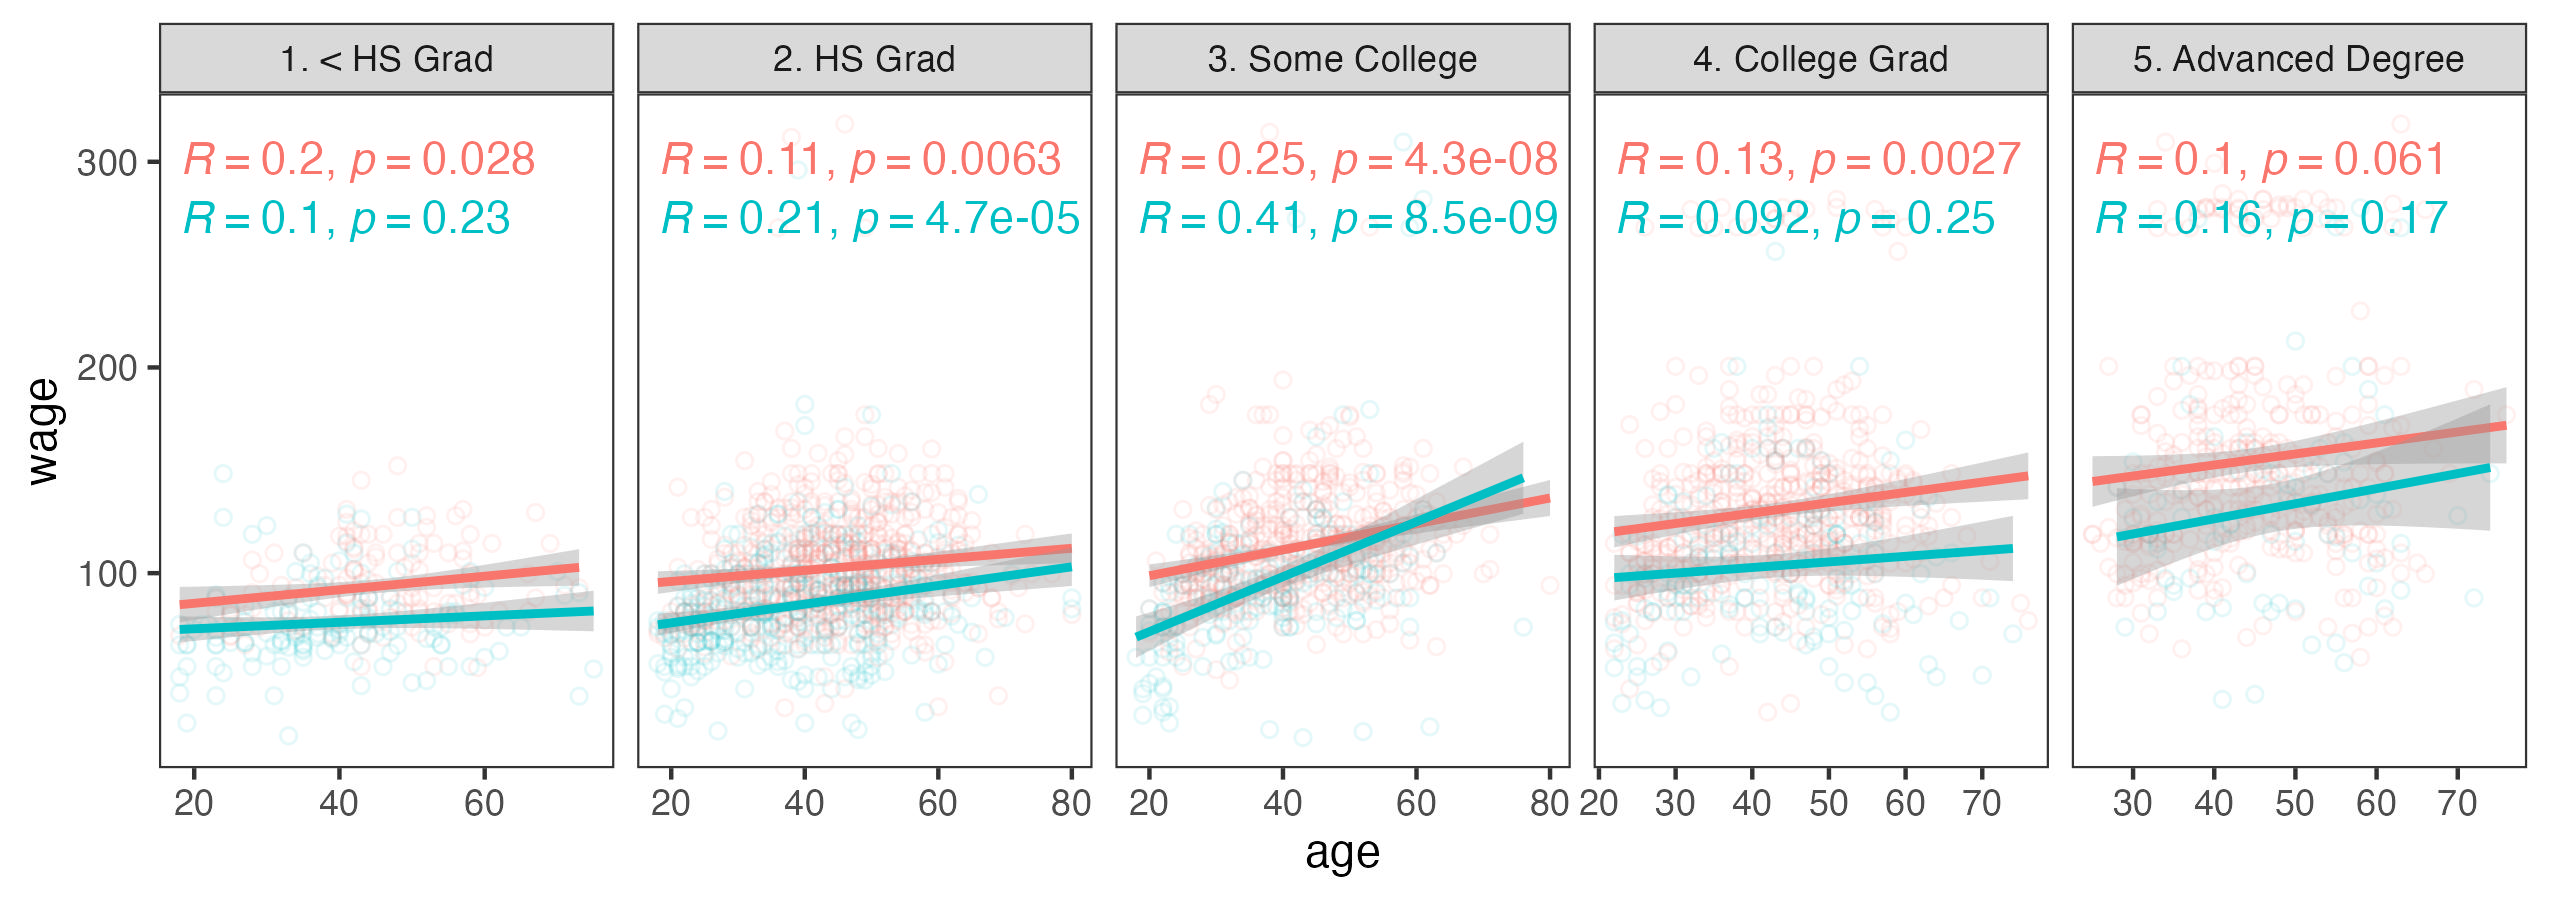 1. < HS Grad
2. HS Grad
3. Some College
4. College Grad
5. Advanced Degree
R = 0.2, p = 0.028
R = 0.1, p = 0.23
R = 0.11, p = 0.0063
R = 0.21, p = 4.7e-05
R = 0.25, p = 4.3e-08
R = 0.41, p = 8.5e-09
R = 0.13, p = 0.0027
R = 0.092, p = 0.25
R = 0.1, p = 0.061
R = 0.16, p = 0.17
wage
300
200
100
20 40 60
20 40 60 80
20 40 60 80
20 30 40 50 60 70
30 40 50 60 70
age